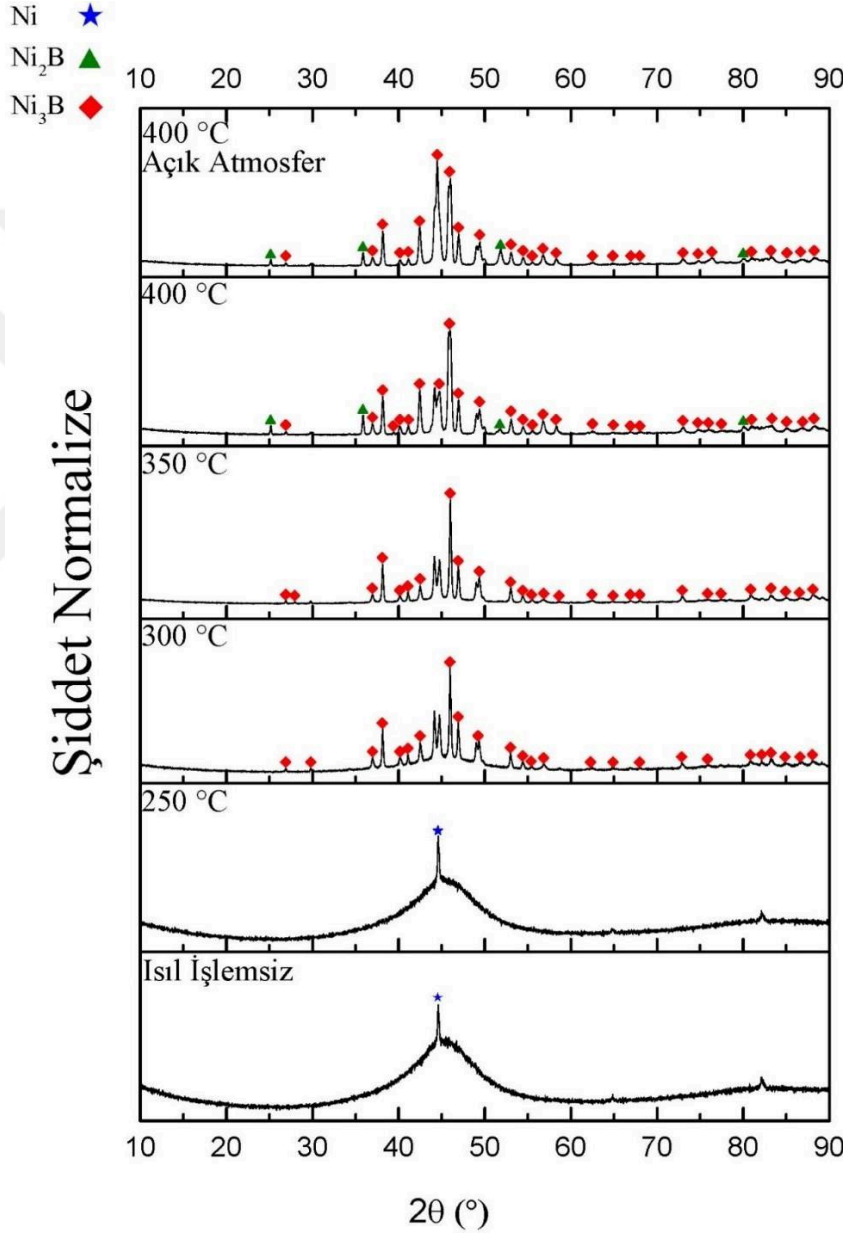 Ni
Ni₂B
Ni₃B
10 20 30 40 50 60 70 80 90
400 °C
Açık Atmosfer
400 °C
350 °C
300 °C
250 °C
Isıl İşlemsiz
Şiddet Normalize
10 20 30 40 50 60 70 80 90
2θ (°)